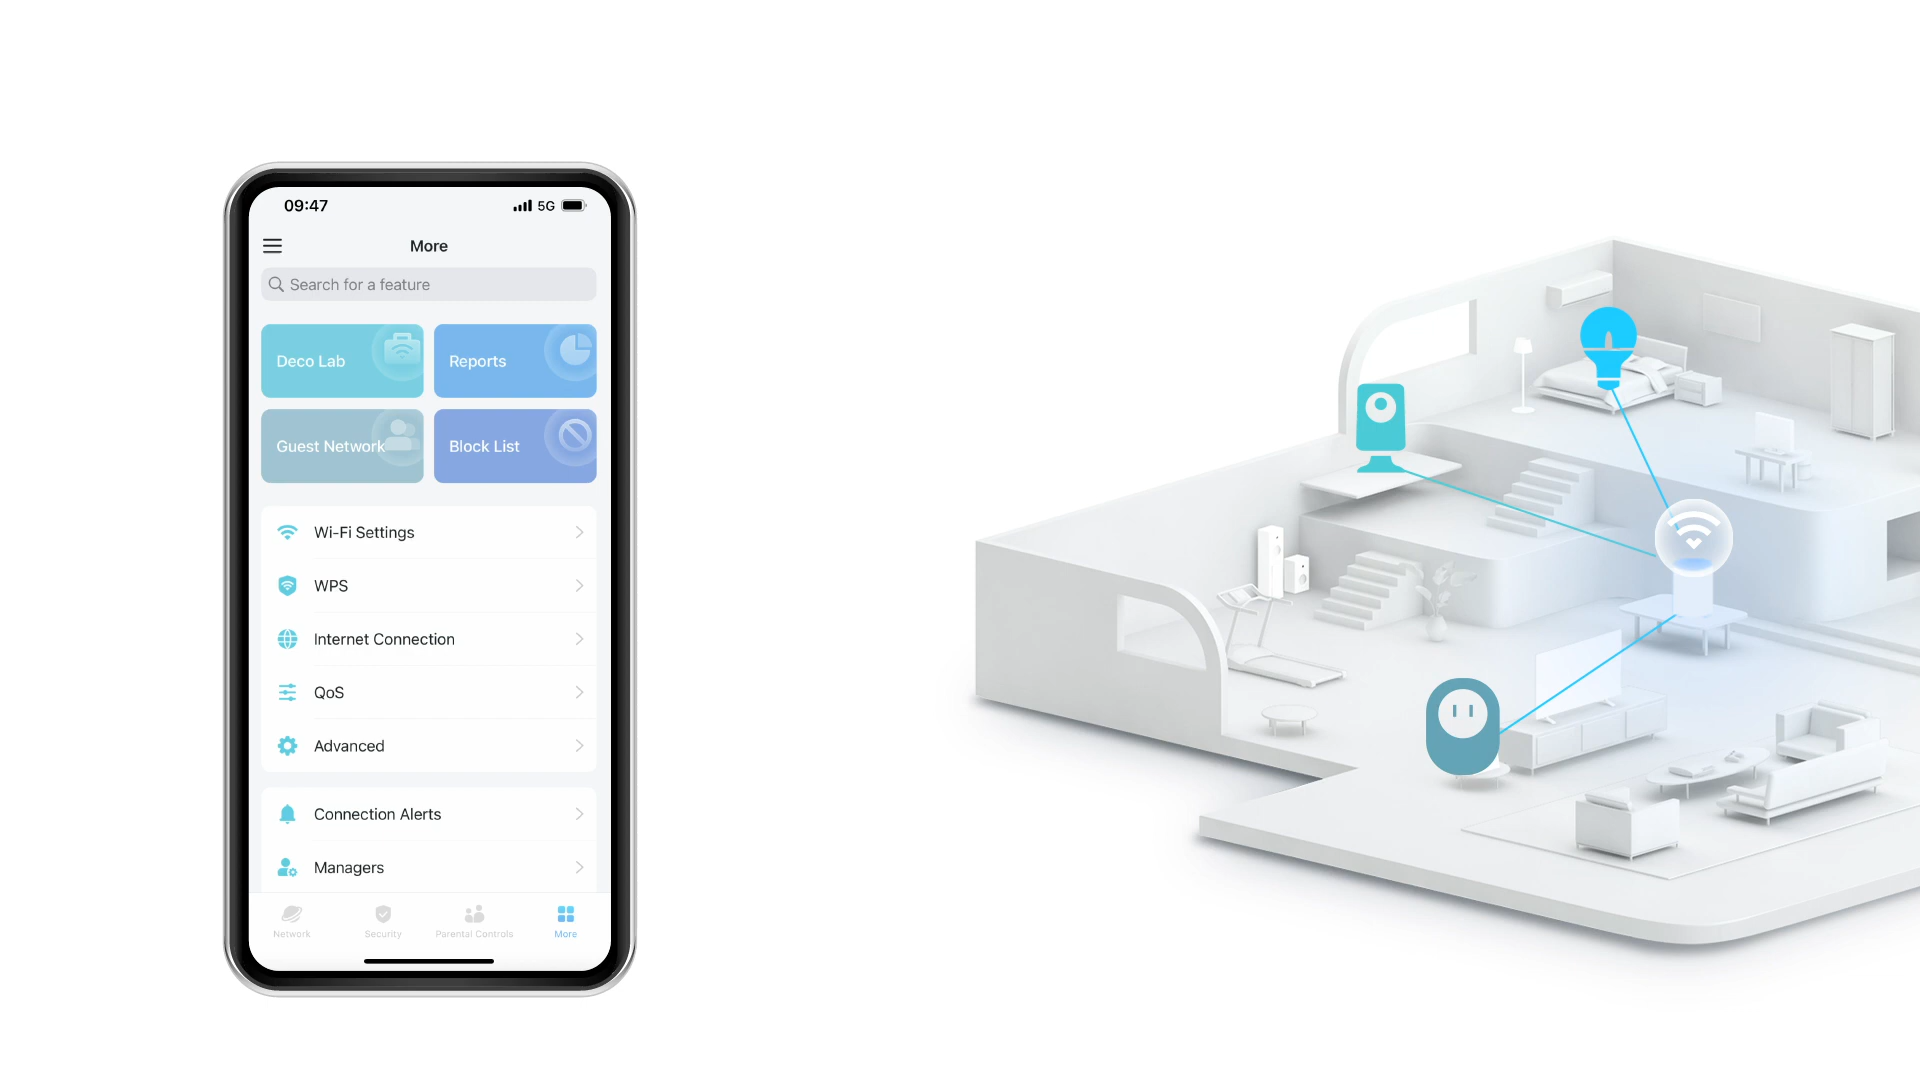 09:47
5G
More
Search for a feature
Deco Lab
Reports
Guest Network
Block List
Wi-Fi Settings
WPS
Internet Connection
QoS
Advanced
Connection Alerts
Managers
Network
Security
Parental Controls
More